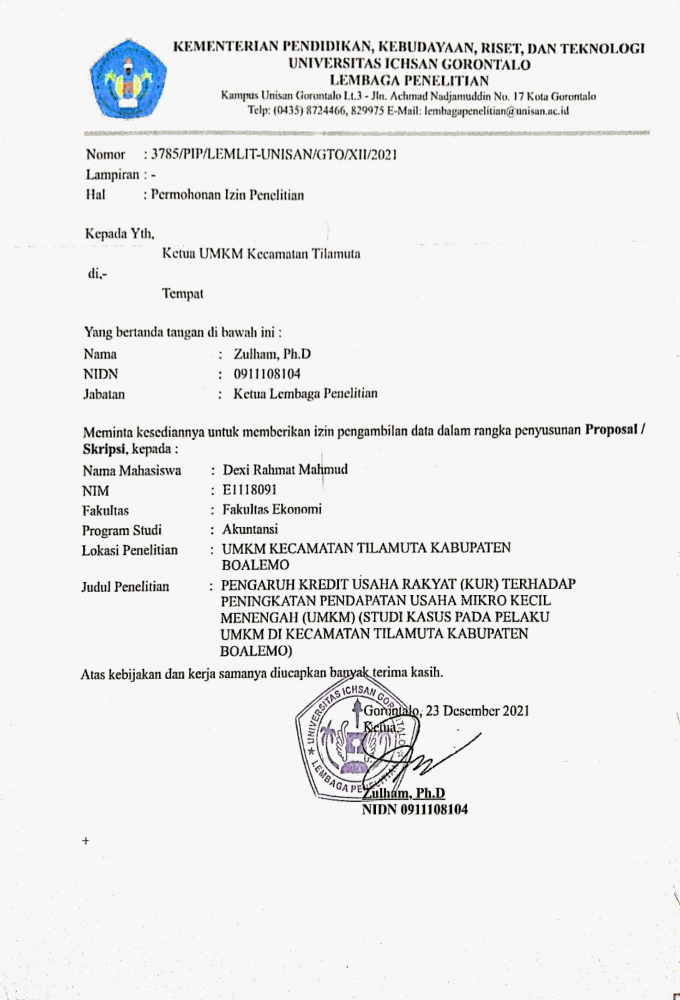 KEMENTERIAN PENDIDIKAN, KEBUDAYAAN, RISET, DAN TEKNOLOGI
UNIVERSITAS ICHSAN GORONTALO
LEMBAGA PENELITIAN
Kampus Unisan Gorontalo Lt.3 - Jln. Achmad Nadjamuddin No. 17 Kota Gorontalo
Telp: (0435) 8724466, 829975 E-Mail: lembagapenelitian@unisan.ac.id
Nomor : 3785/PIP/LEMLIT-UNISAN/GTO/XII/2021
Lampiran : -
Hal : Permohonan Izin Penelitian
Kepada Yth,
Ketua UMKM Kecamatan Tilamuta
di,-
Tempat
Yang bertanda tangan di bawah ini :
Nama : Zulham, Ph.D
NIDN : 0911108104
Jabatan : Ketua Lembaga Penelitian
Meminta kesediannya untuk memberikan izin pengambilan data dalam rangka penyusunan Proposal /
Skripsi, kepada :
Nama Mahasiswa : Dexi Rahmat Mahmud
NIM : E1118091
Fakultas : Fakultas Ekonomi
Program Studi : Akuntansi
Lokasi Penelitian : UMKM KECAMATAN TILAMUTA KABUPATEN
BOALEMO
Judul Penelitian : PENGARUH KREDIT USAHA RAKYAT (KUR) TERHADAP
PENINGKATAN PENDAPATAN USAHA MIKRO KECIL
MENENGAH (UMKM) (STUDI KASUS PADA PELAKU
UMKM DI KECAMATAN TILAMUTA KABUPATEN
BOALEMO)
Atas kebijakan dan kerja samanya diucapkan banyak terima kasih.
UNIVERSITAS ICHSAN GORONTALO
LEMBAGA PENELITIAN
Gorontalo, 23 Desember 2021
Ketua,
Zulham, Ph.D
NIDN 0911108104
+